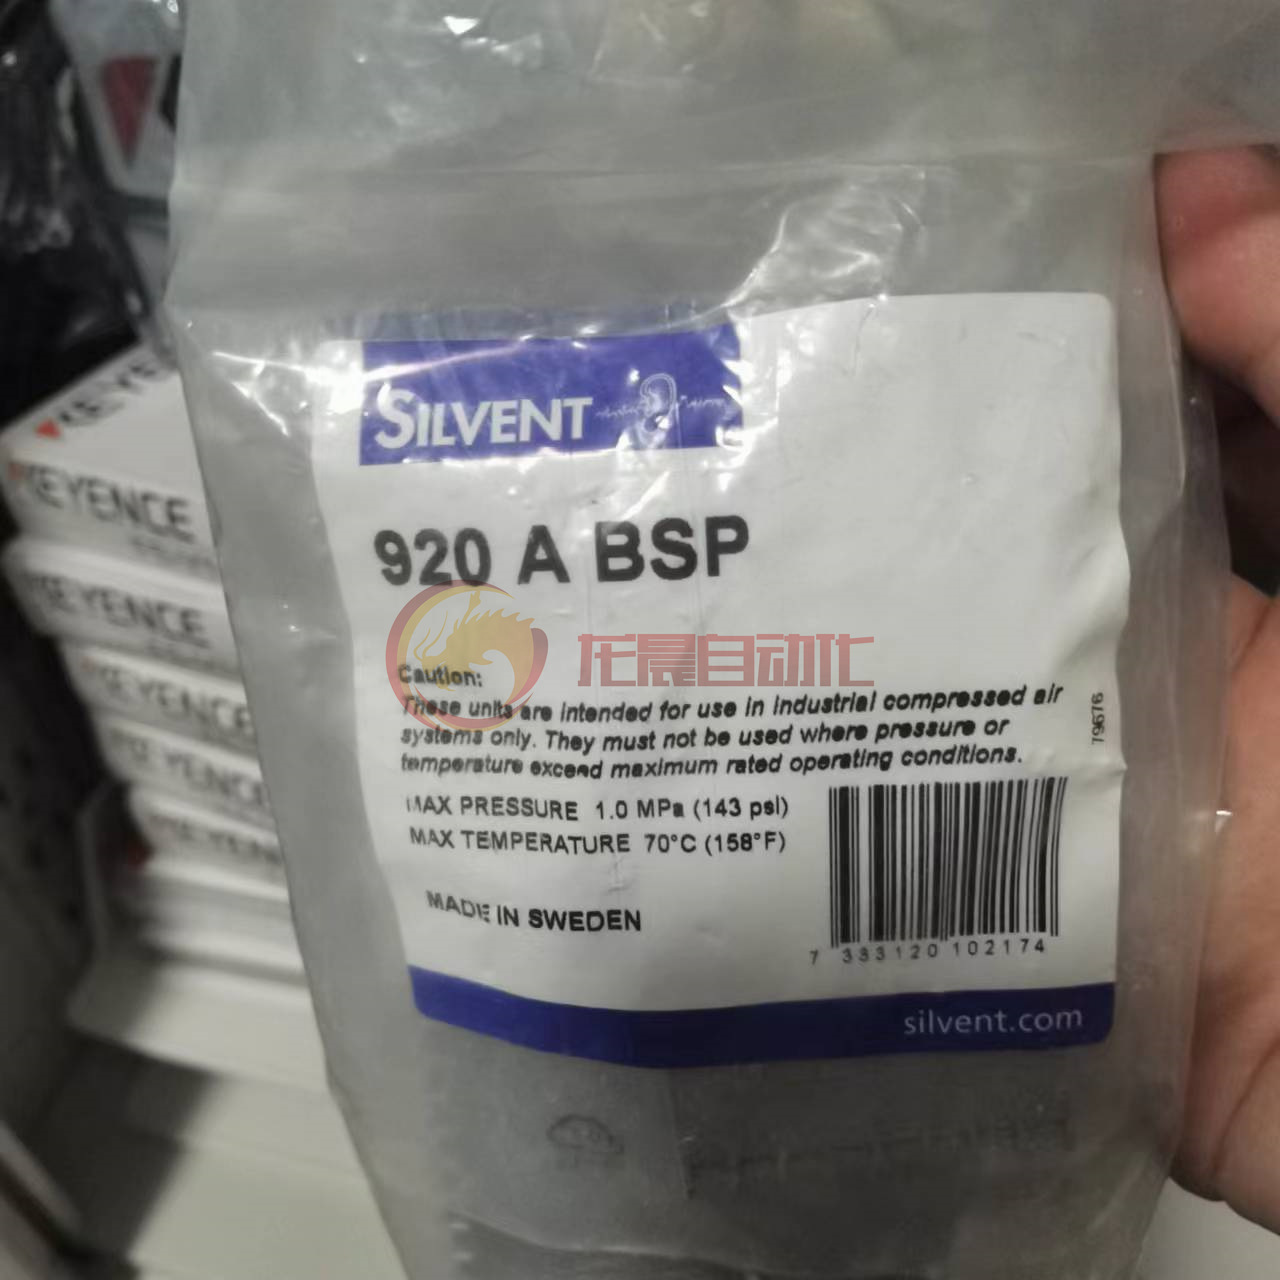 SILVENT
920 A BSP
龙晨自动化
Caution:
These units are intended for use in industrial compressed air
systems only. They must not be used where pressure or
temperature exceed maximum rated operating conditions.
79676
MAX PRESSURE 1.0 MPa (143 psi)
MAX TEMPERATURE 70°C (158°F)
MADE IN SWEDEN
7 333120 102174
silvent.com
KEYENCE
KEYENCE
KEYENCE
KEYENCE